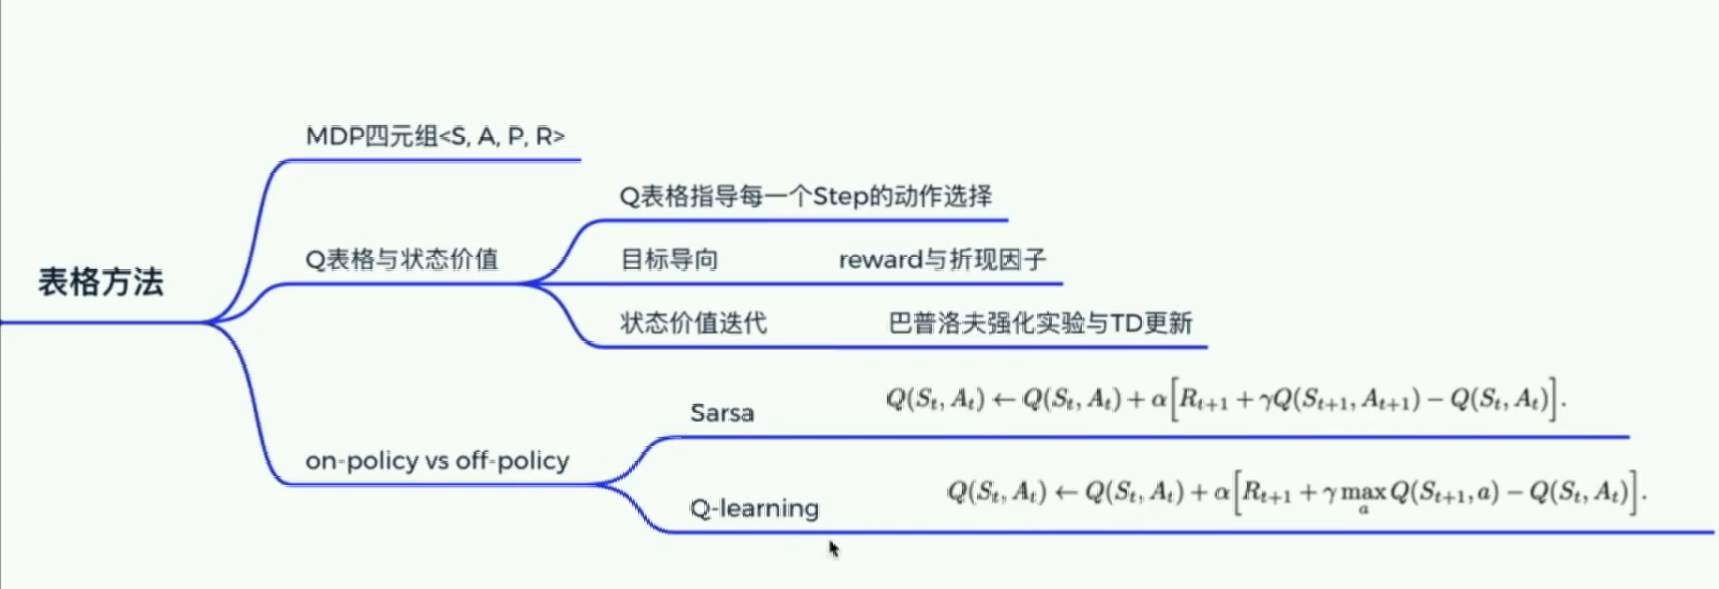 表格方法
MDP四元组<S, A, P, R>
Q表格与状态价值
Q表格指导每一个Step的动作选择
目标导向 reward与折现因子
状态价值迭代 巴普洛夫强化实验与TD更新
on-policy vs off-policy
Sarsa $Q(S_t, A_t) \leftarrow Q(S_t, A_t) + \alpha \left[ R_{t+1} + \gamma Q(S_{t+1}, A_{t+1}) - Q(S_t, A_t) \right].$
Q-learning $Q(S_t, A_t) \leftarrow Q(S_t, A_t) + \alpha \left[ R_{t+1} + \gamma \max_a Q(S_{t+1}, a) - Q(S_t, A_t) \right].$